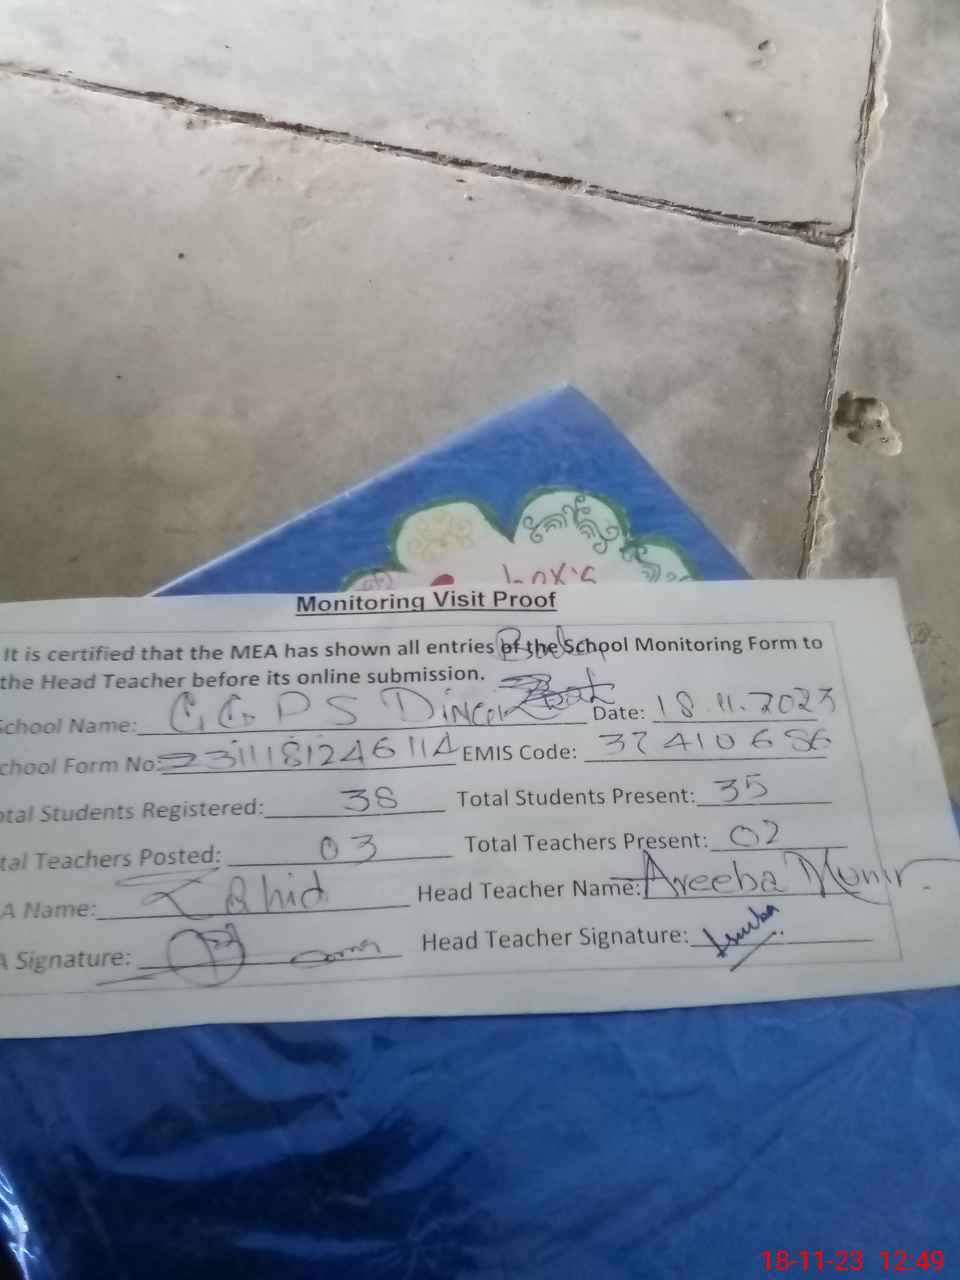 box's
Monitoring Visit Proof
It is certified that the MEA has shown all entries of the School Monitoring Form to
the Head Teacher before its online submission.
School Name: G G P S Date: 18.11.2023
chool Form No: 2311181246114 EMIS Code: 37410686
otal Students Registered: 38 Total Students Present: 35
tal Teachers Posted: 03 Total Teachers Present: 02
A Name: Zahid Head Teacher Name: Areeba Munir.
A Signature: Head Teacher Signature:
18-11-23 12:49